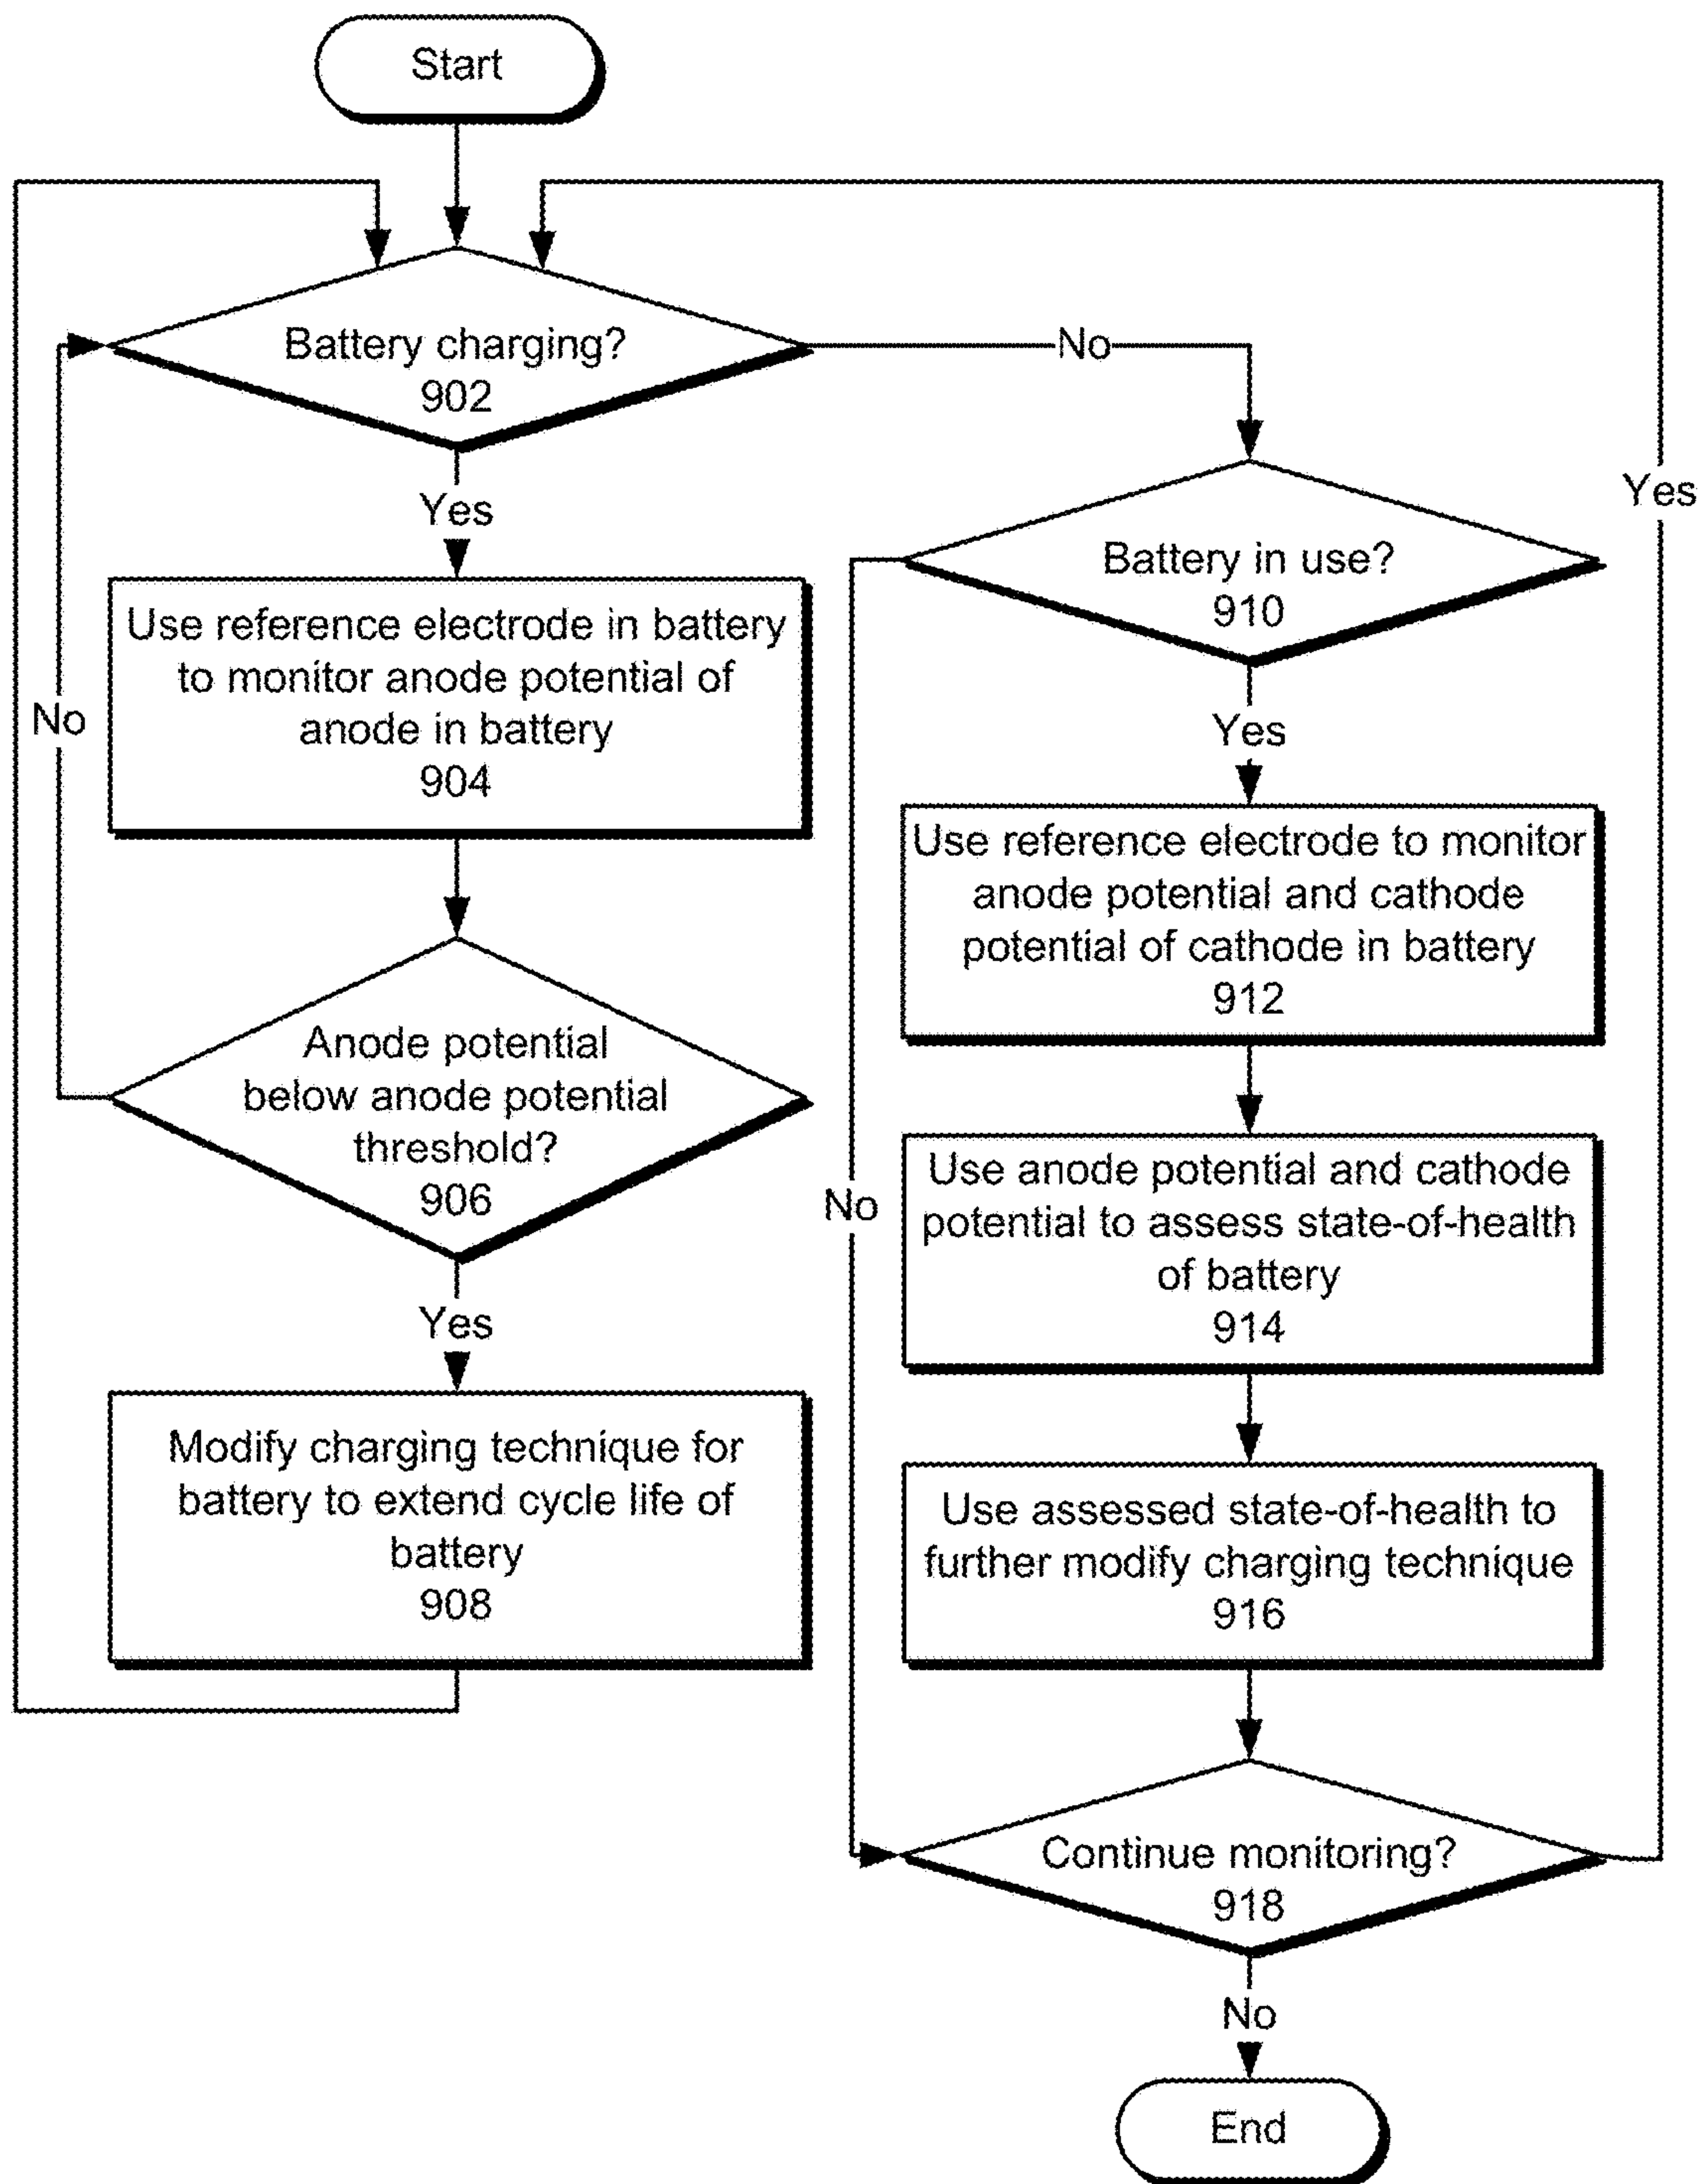 Start
Battery charging?
902
No
Yes
Use reference electrode in battery
to monitor anode potential of
anode in battery
904
No
Anode potential
below anode potential
threshold?
906
Yes
Modify charging technique for
battery to extend cycle life of
battery
908
Battery in use?
910
Yes
Yes
Use reference electrode to monitor
anode potential and cathode
potential of cathode in battery
912
No
Use anode potential and cathode
potential to assess state-of-health
of battery
914
Use assessed state-of-health to
further modify charging technique
916
Continue monitoring?
918
No
End